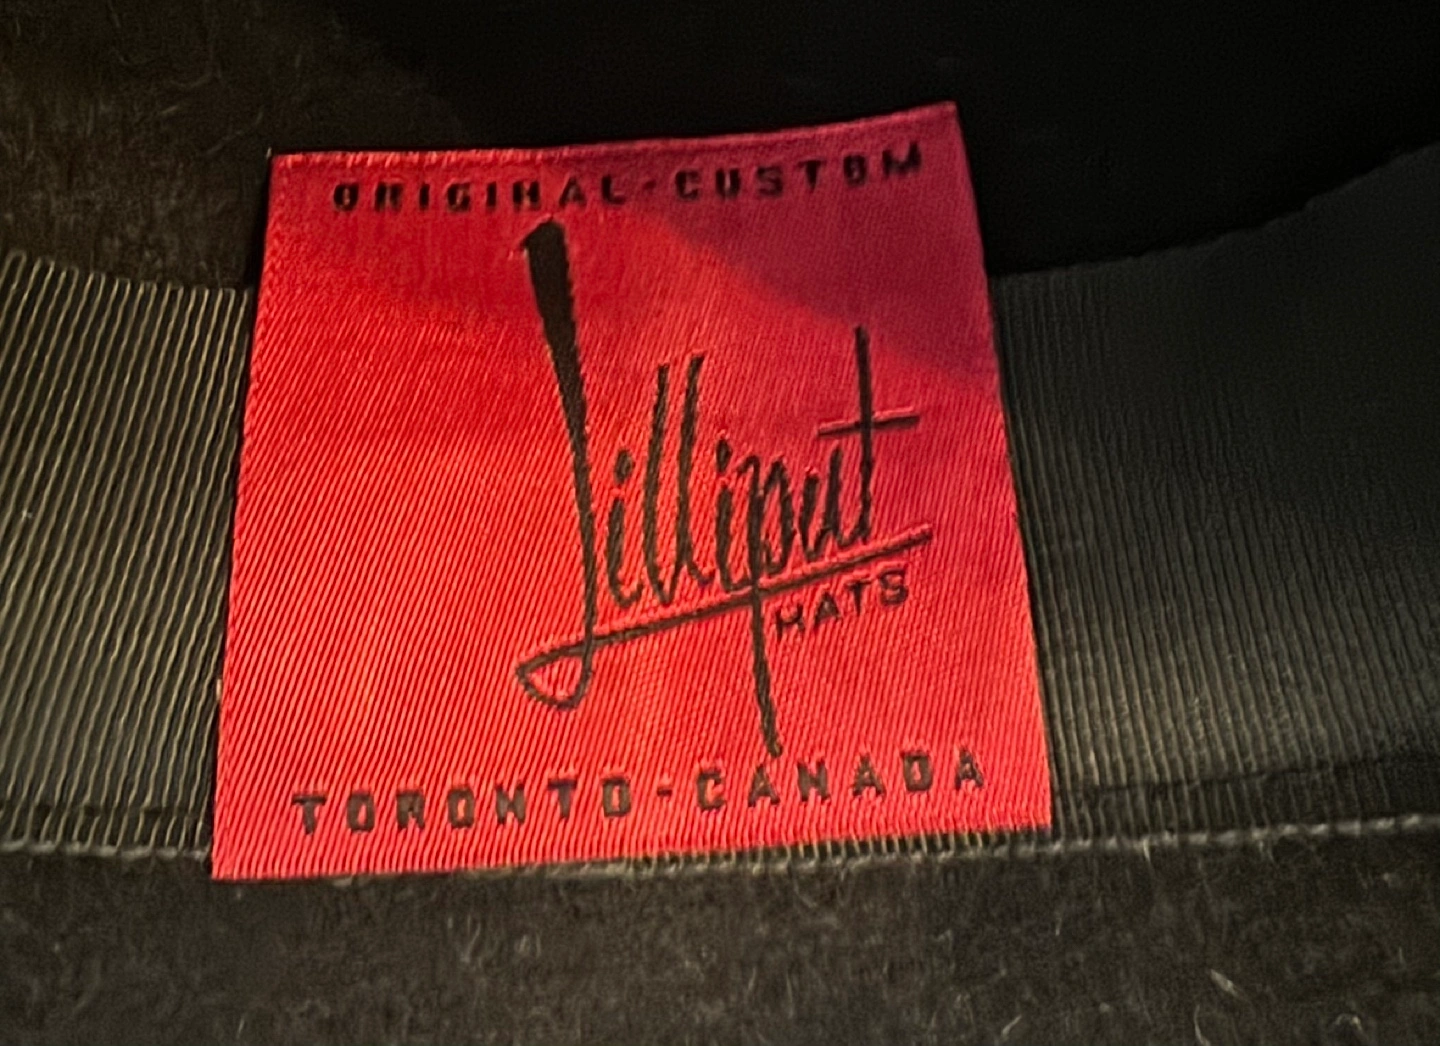 ORIGINAL-CUSTOM
Lilliput
HATS
TORONTO-CANADA